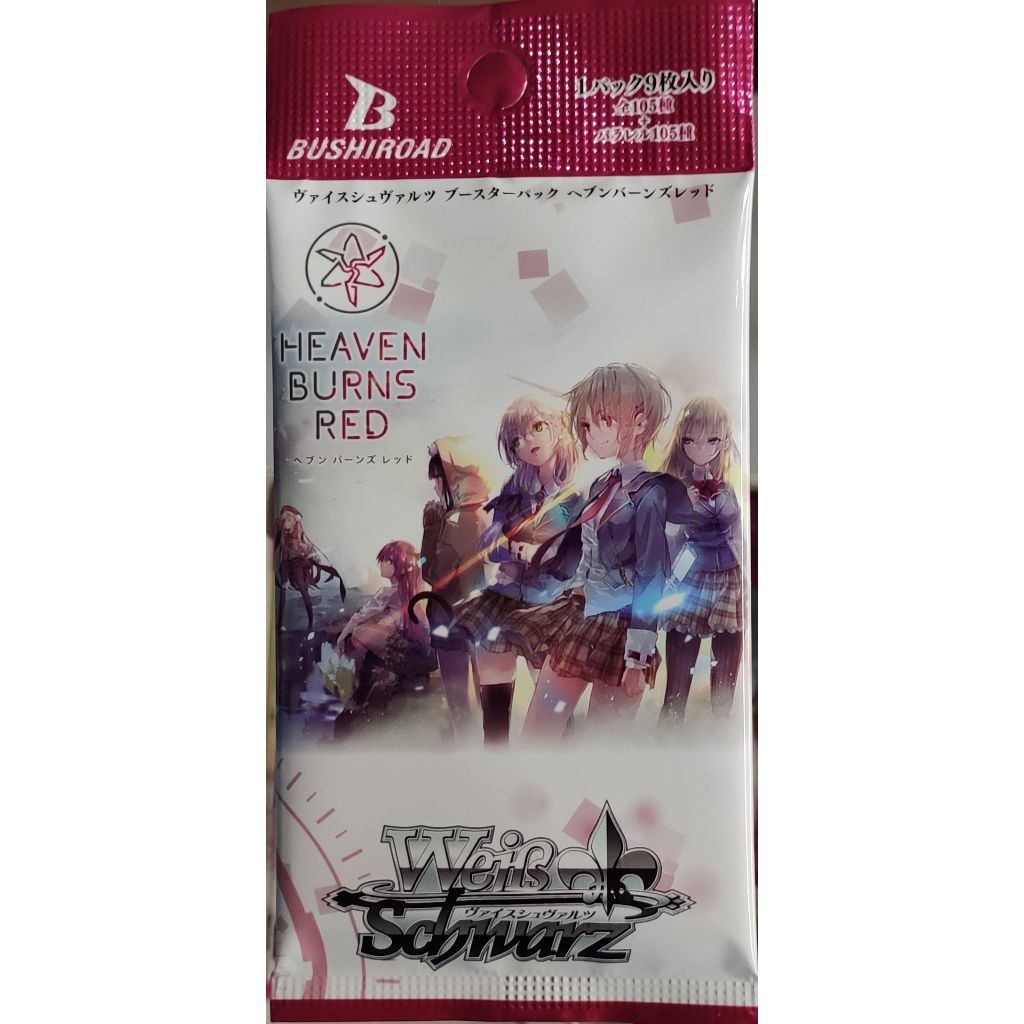 B
BUSHIROAD
1パック9枚入り
全105種
+
パラレル105種
ヴァイスシュヴァルツ ブースターパック ヘブンバーンズレッド
HEAVEN
BURNS
RED
ヘブン バーンズ レッド
Weiß
ヴァイスシュヴァルツ
Schwarz